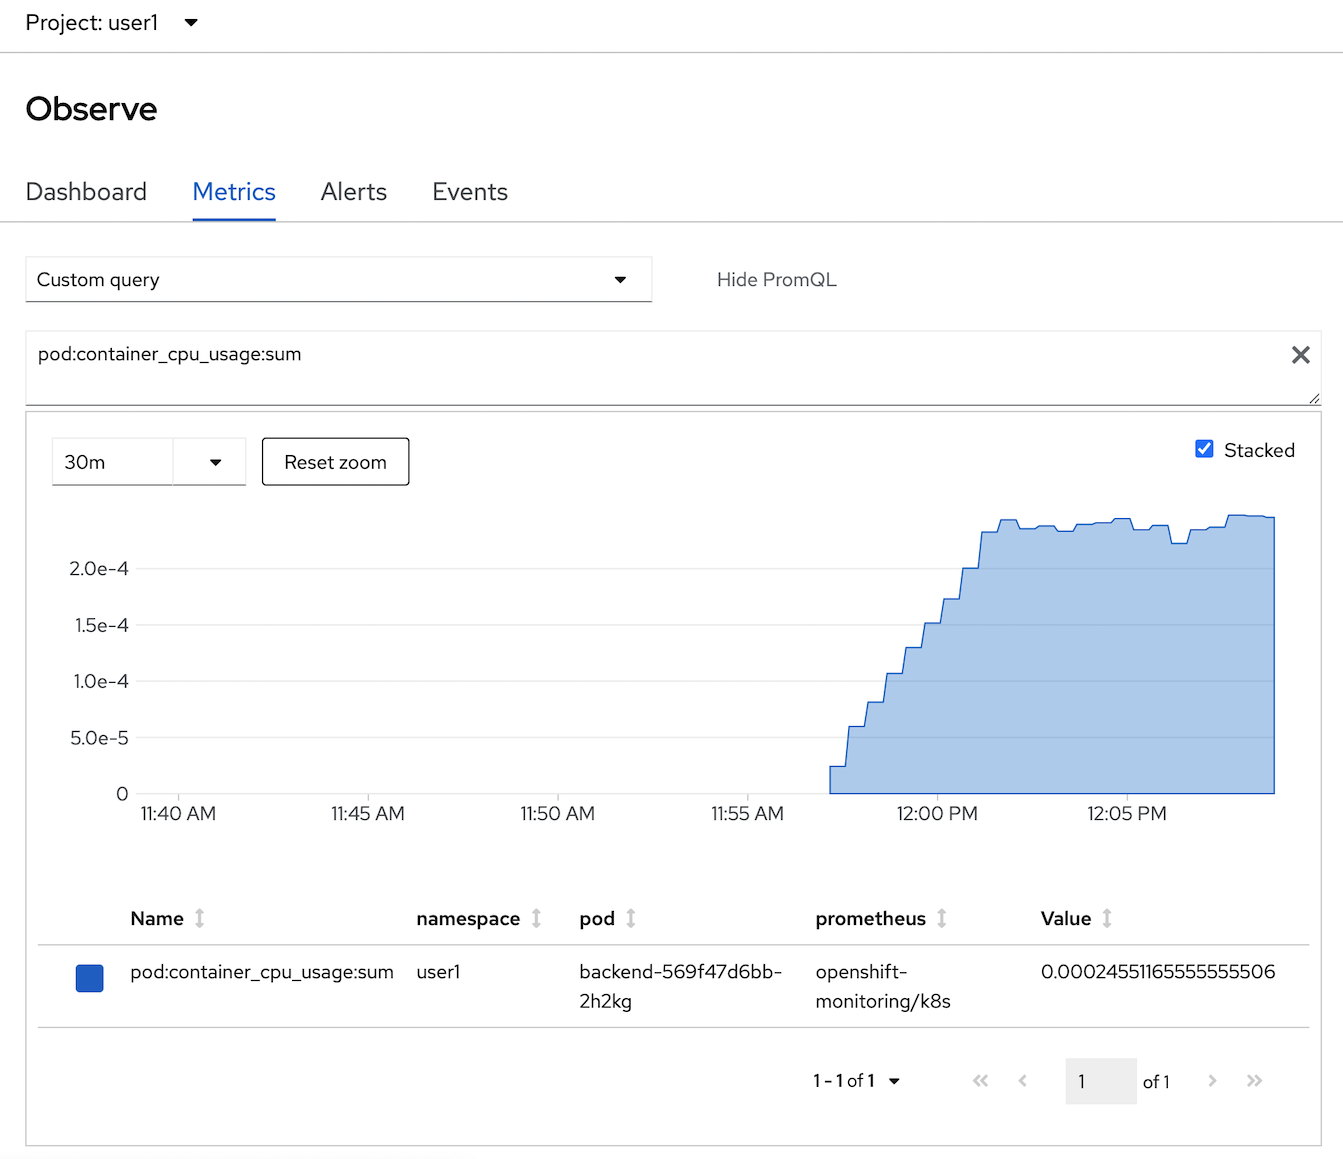 Project: user1
Observe
Dashboard Metrics Alerts Events
Custom query Hide PromQL
pod:container_cpu_usage:sum
30m Reset zoom Stacked
2.0e-4
1.5e-4
1.0e-4
5.0e-5
0
11:40 AM 11:45 AM 11:50 AM 11:55 AM 12:00 PM 12:05 PM
Name namespace pod prometheus Value
pod:container_cpu_usage:sum user1 backend-569f47d6bb- openshift- 0.00024551165555555506
2h2kg monitoring/k8s
1 - 1 of 1 1 of 1